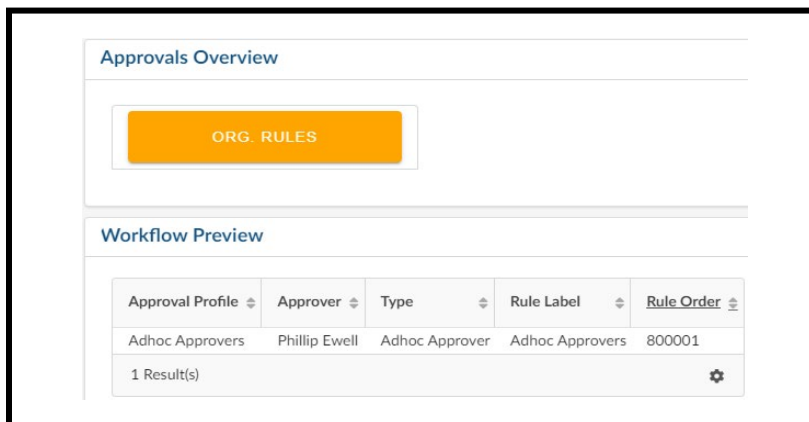 Approvals Overview
ORG. RULES
Workflow Preview
Approval Profile Approver Type Rule Label Rule Order
Adhoc Approvers Phillip Ewell Adhoc Approver Adhoc Approvers 800001
1 Result(s)